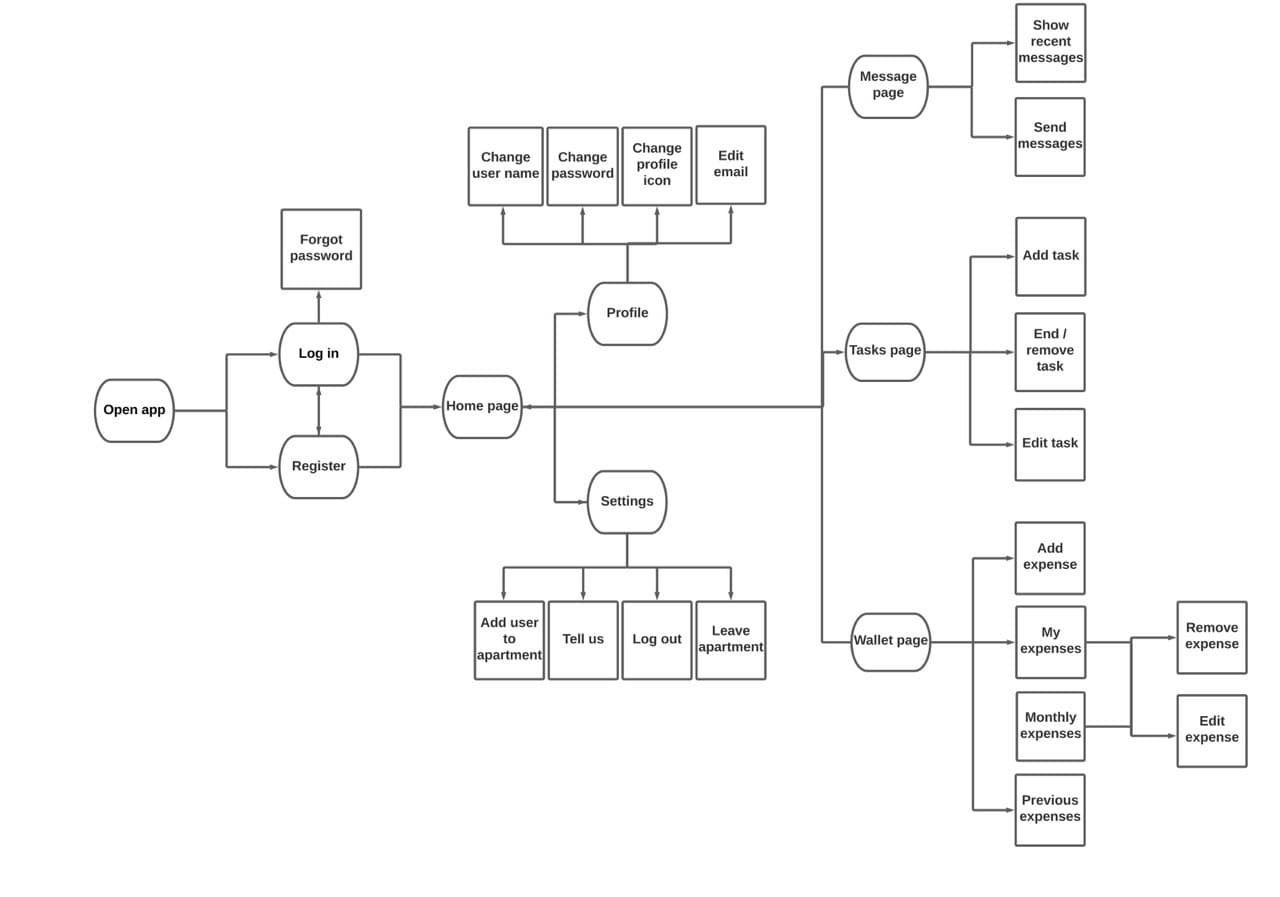 Open app
Forgot
password
Log in
Register
Home page
Change
user name
Change
password
Change
profile
icon
Edit
email
Profile
Settings
Add user
to
apartment
Tell us
Log out
Leave
apartment
Message
page
Show
recent
messages
Send
messages
Tasks page
Add task
End /
remove
task
Edit task
Wallet page
Add
expense
My
expenses
Monthly
expenses
Previous
expenses
Remove
expense
Edit
expense